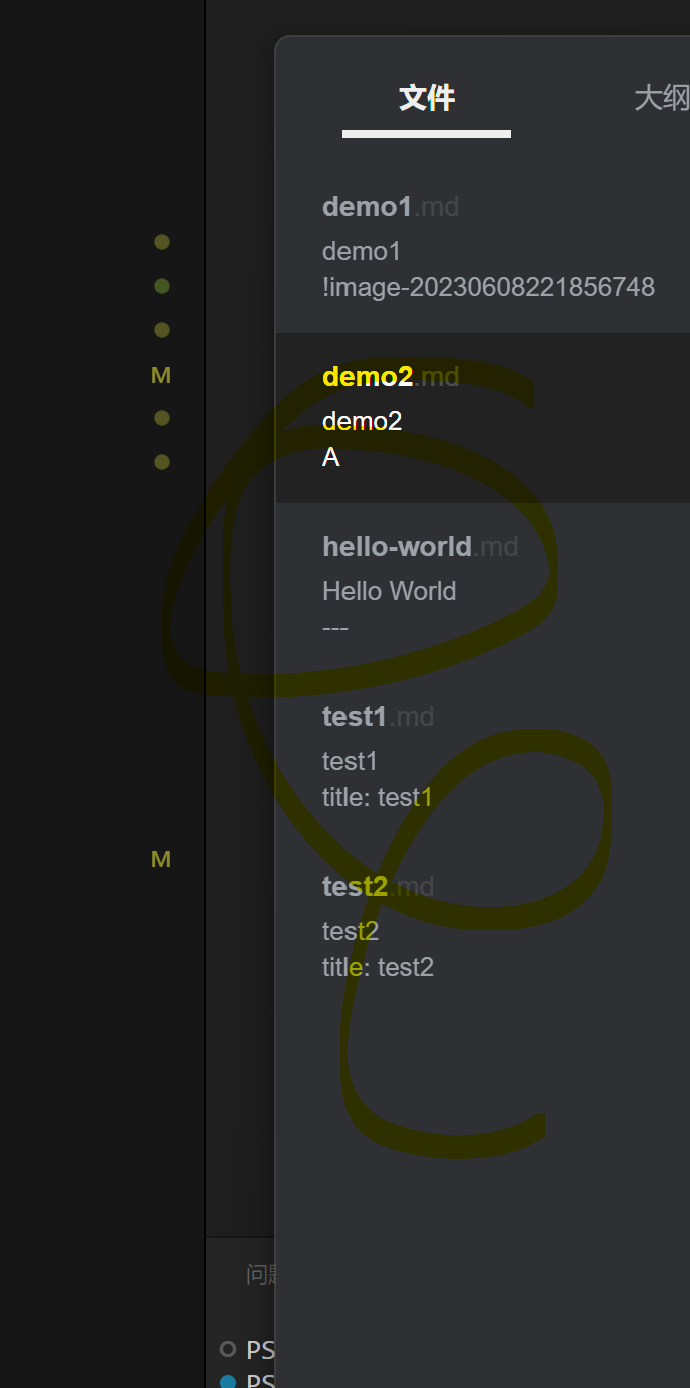 文件
大纲
demo1.md
demo1
!image-20230608221856748
M
demo2.md
demo2
A
hello-world.md
Hello World
---
test1.md
test1
title: test1
M
test2.md
test2
title: test2
问题
PS
PS